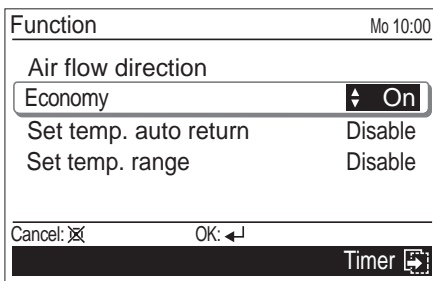 Function Mo 10:00
Air flow direction
Economy On
Set temp. auto return Disable
Set temp. range Disable
Cancel: OK:
Timer